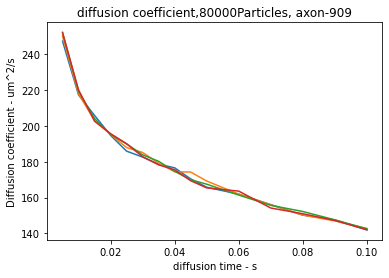 diffusion coefficient,80000Particles, axon-909
Diffusion coefficient - um^2/s
240
220
200
180
160
140
0.02 0.04 0.06 0.08 0.10
diffusion time - s